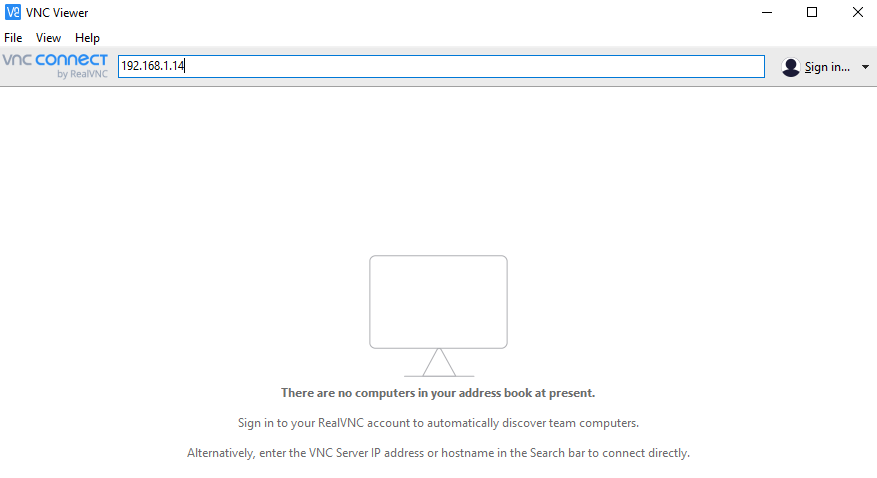 VNC Viewer
File View Help
vnc connect
by RealVNC
192.168.1.14
Sign in...
There are no computers in your address book at present.
Sign in to your RealVNC account to automatically discover team computers.
Alternatively, enter the VNC Server IP address or hostname in the Search bar to connect directly.